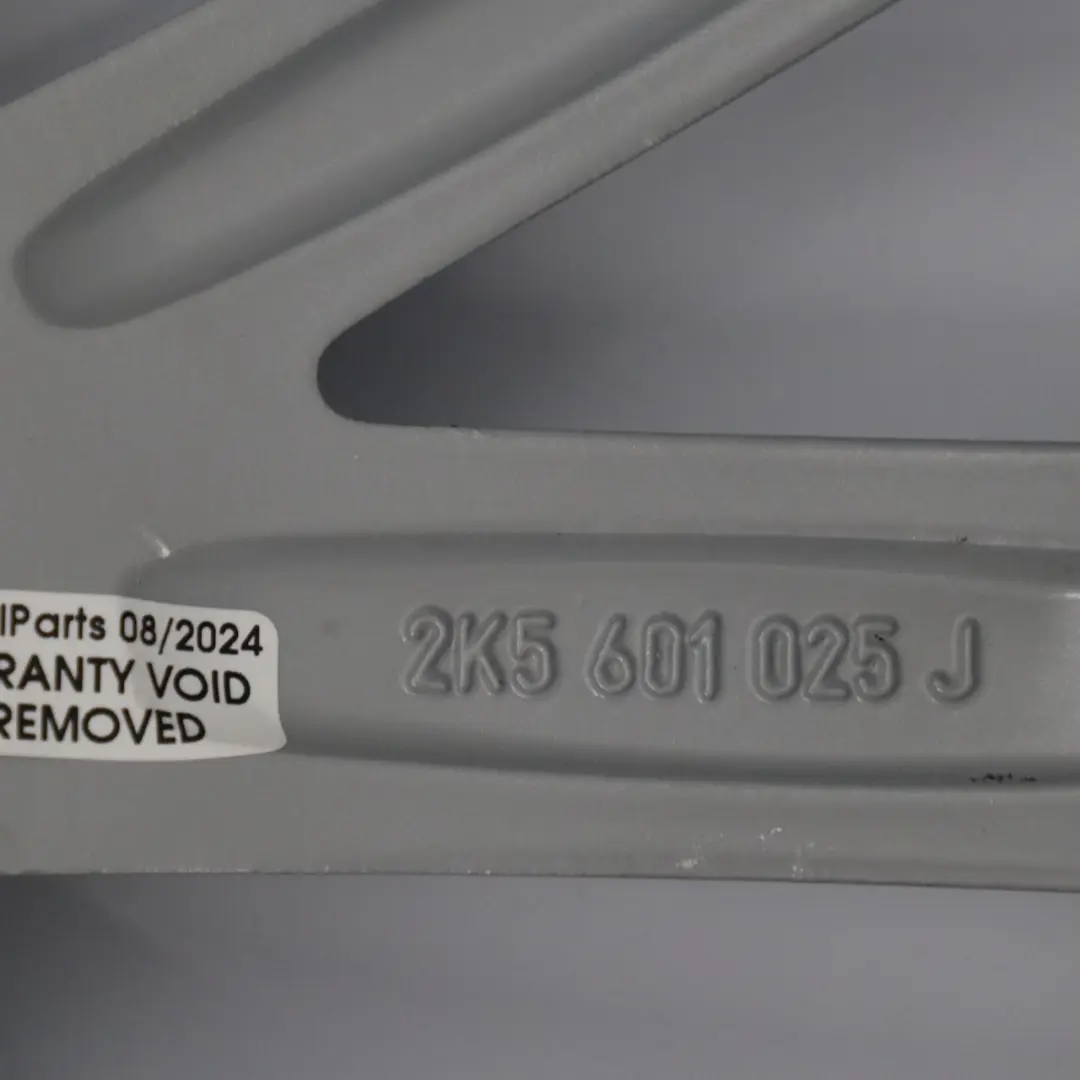 lParts 08/2024
RANTY VOID
REMOVED
2K5 601 025 J